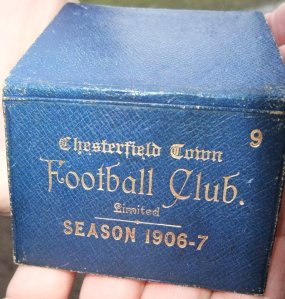 9
Chesterfield Town
Football Club.
Limited
SEASON 1906-7